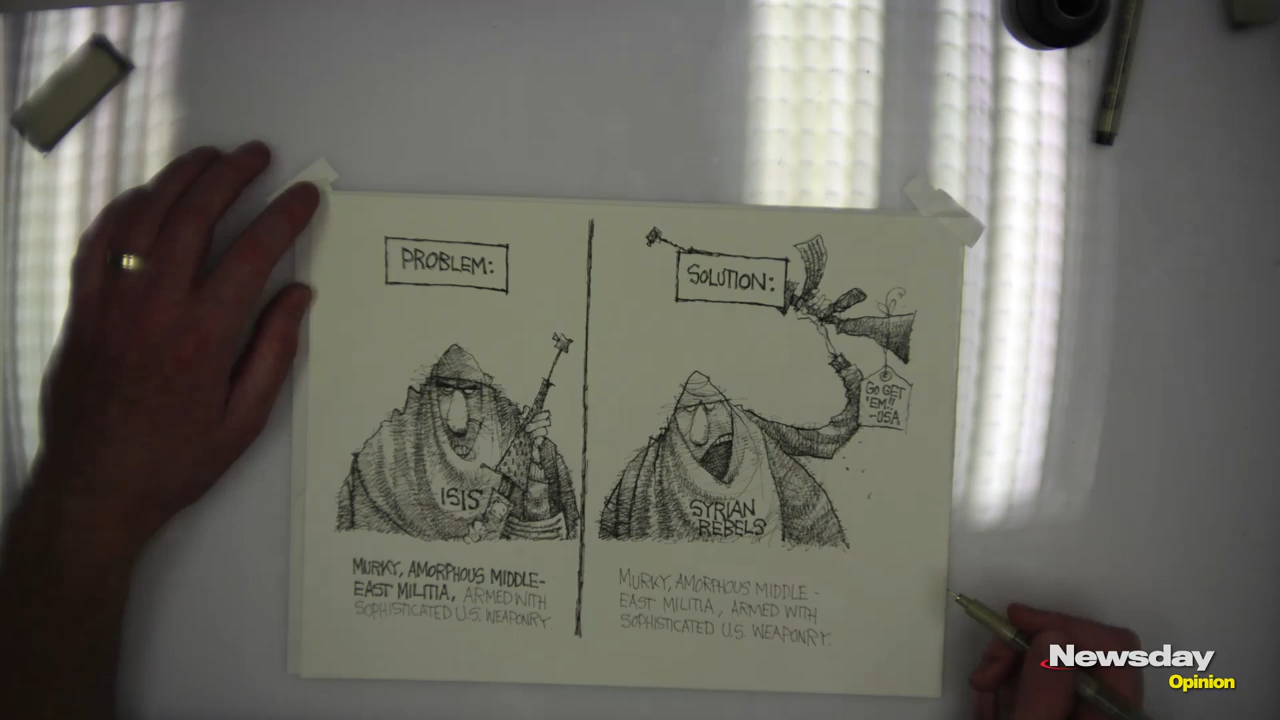 PROBLEM:
ISIS
MURKY, AMORPHOUS MIDDLE-
EAST MILITIA, ARMED WITH
SOPHISTICATED U.S. WEAPONRY.
SOLUTION:
GO GET
'EM!!
-USA
SYRIAN
REBELS
MURKY, AMORPHOUS MIDDLE-
EAST MILITIA, ARMED WITH
SOPHISTICATED U.S. WEAPONRY.
Newsday
Opinion